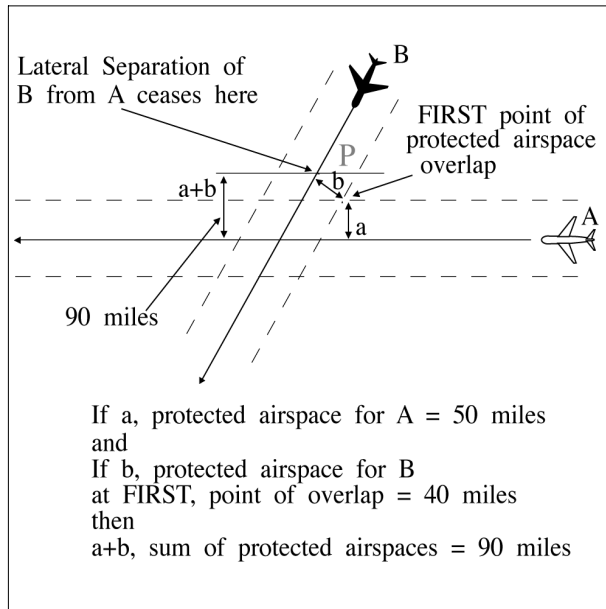 B
Lateral Separation of
B from A ceases here
FIRST point of
protected airspace
overlap
P
b
a+b
a
A
90 miles
If a, protected airspace for A = 50 miles
and
If b, protected airspace for B
at FIRST, point of overlap = 40 miles
then
a+b, sum of protected airspaces = 90 miles